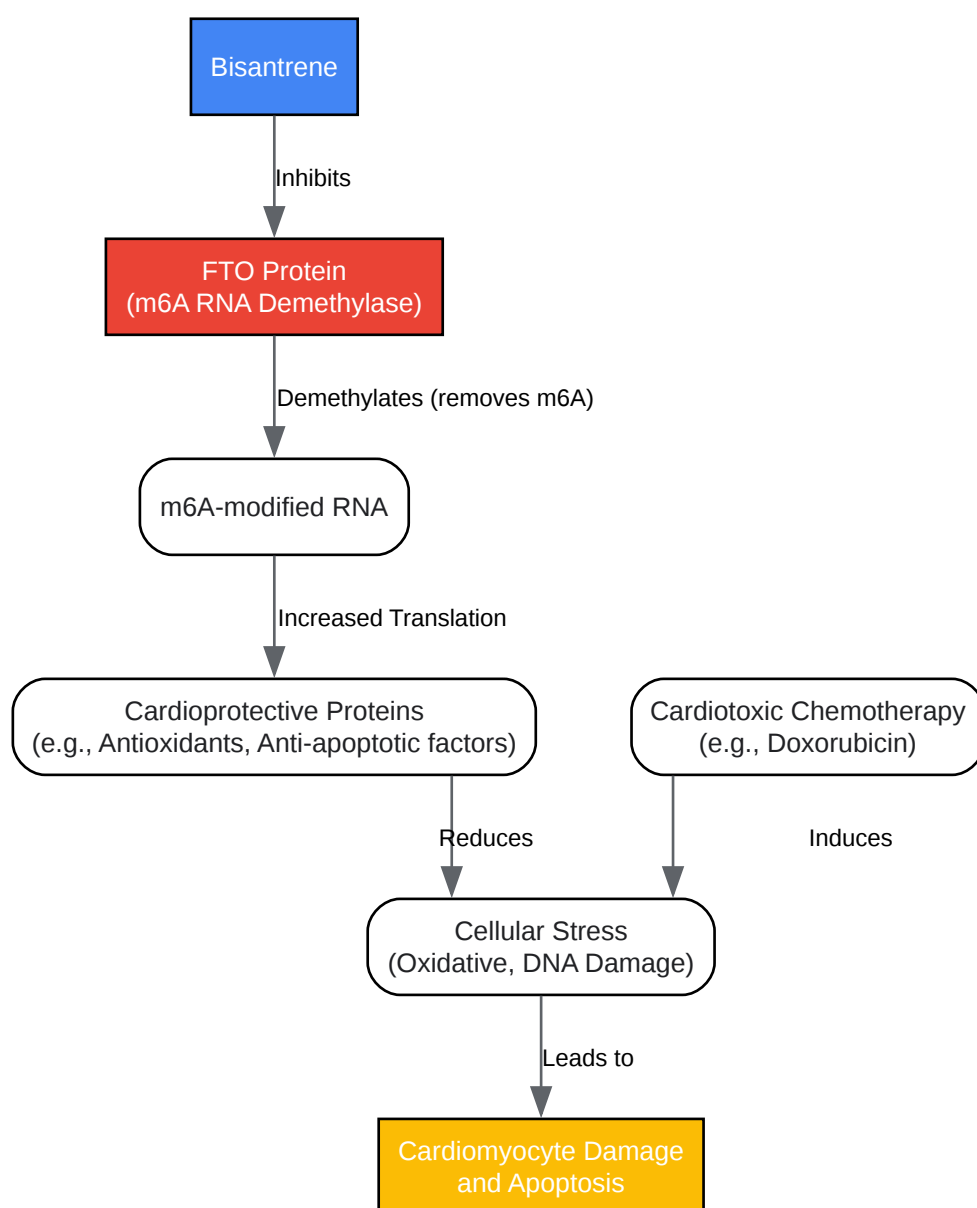 Bisantrene
Inhibits
FTO Protein
(m6A RNA Demethylase)
Demethylates (removes m6A)
m6A-modified RNA
Increased Translation
Cardioprotective Proteins
(e.g., Antioxidants, Anti-apoptotic factors)
Cardiotoxic Chemotherapy
(e.g., Doxorubicin)
Reduces
Induces
Cellular Stress
(Oxidative, DNA Damage)
Leads to
Cardiomyocyte Damage
and Apoptosis